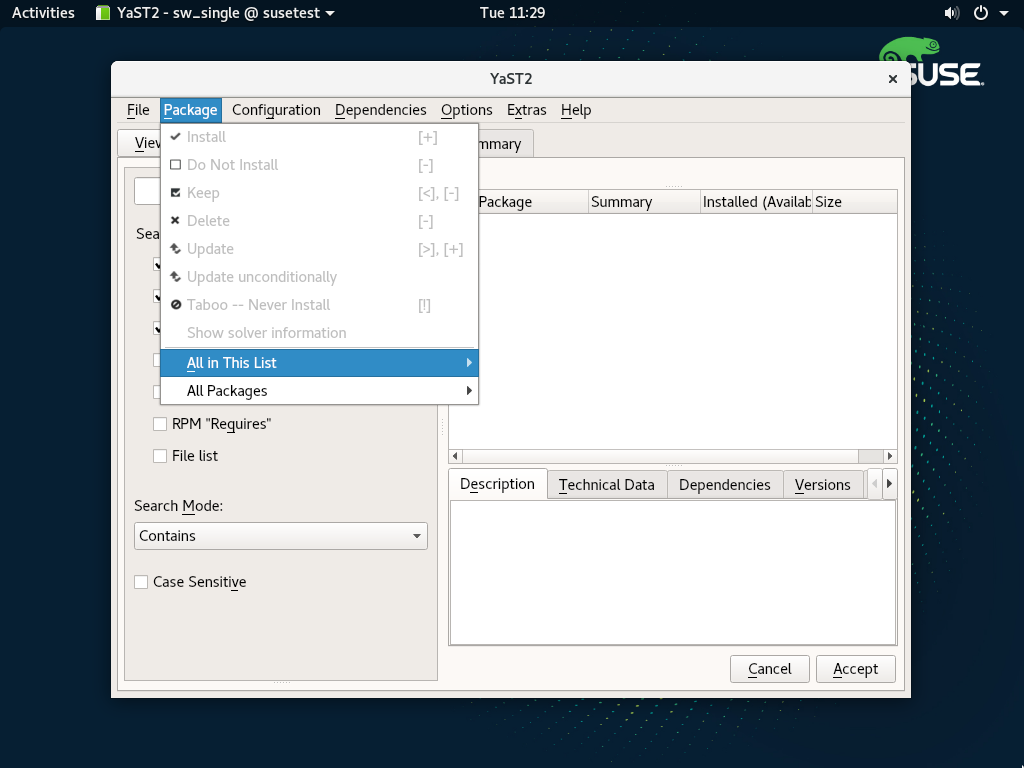 Activities YaST2 - sw_single @ susetest Tue 11:29
SUSE
YaST2
File Package Configuration Dependencies Options Extras Help
Install [+]
Do Not Install [-]
Keep [<], [-]
Delete [-]
Update [>], [+]
Update unconditionally
Taboo -- Never Install [!]
Show solver information
All in This List
All Packages
Package Summary Installed (Availab Size
RPM "Requires"
File list
Search Mode:
Contains
Case Sensitive
Description Technical Data Dependencies Versions
Cancel Accept